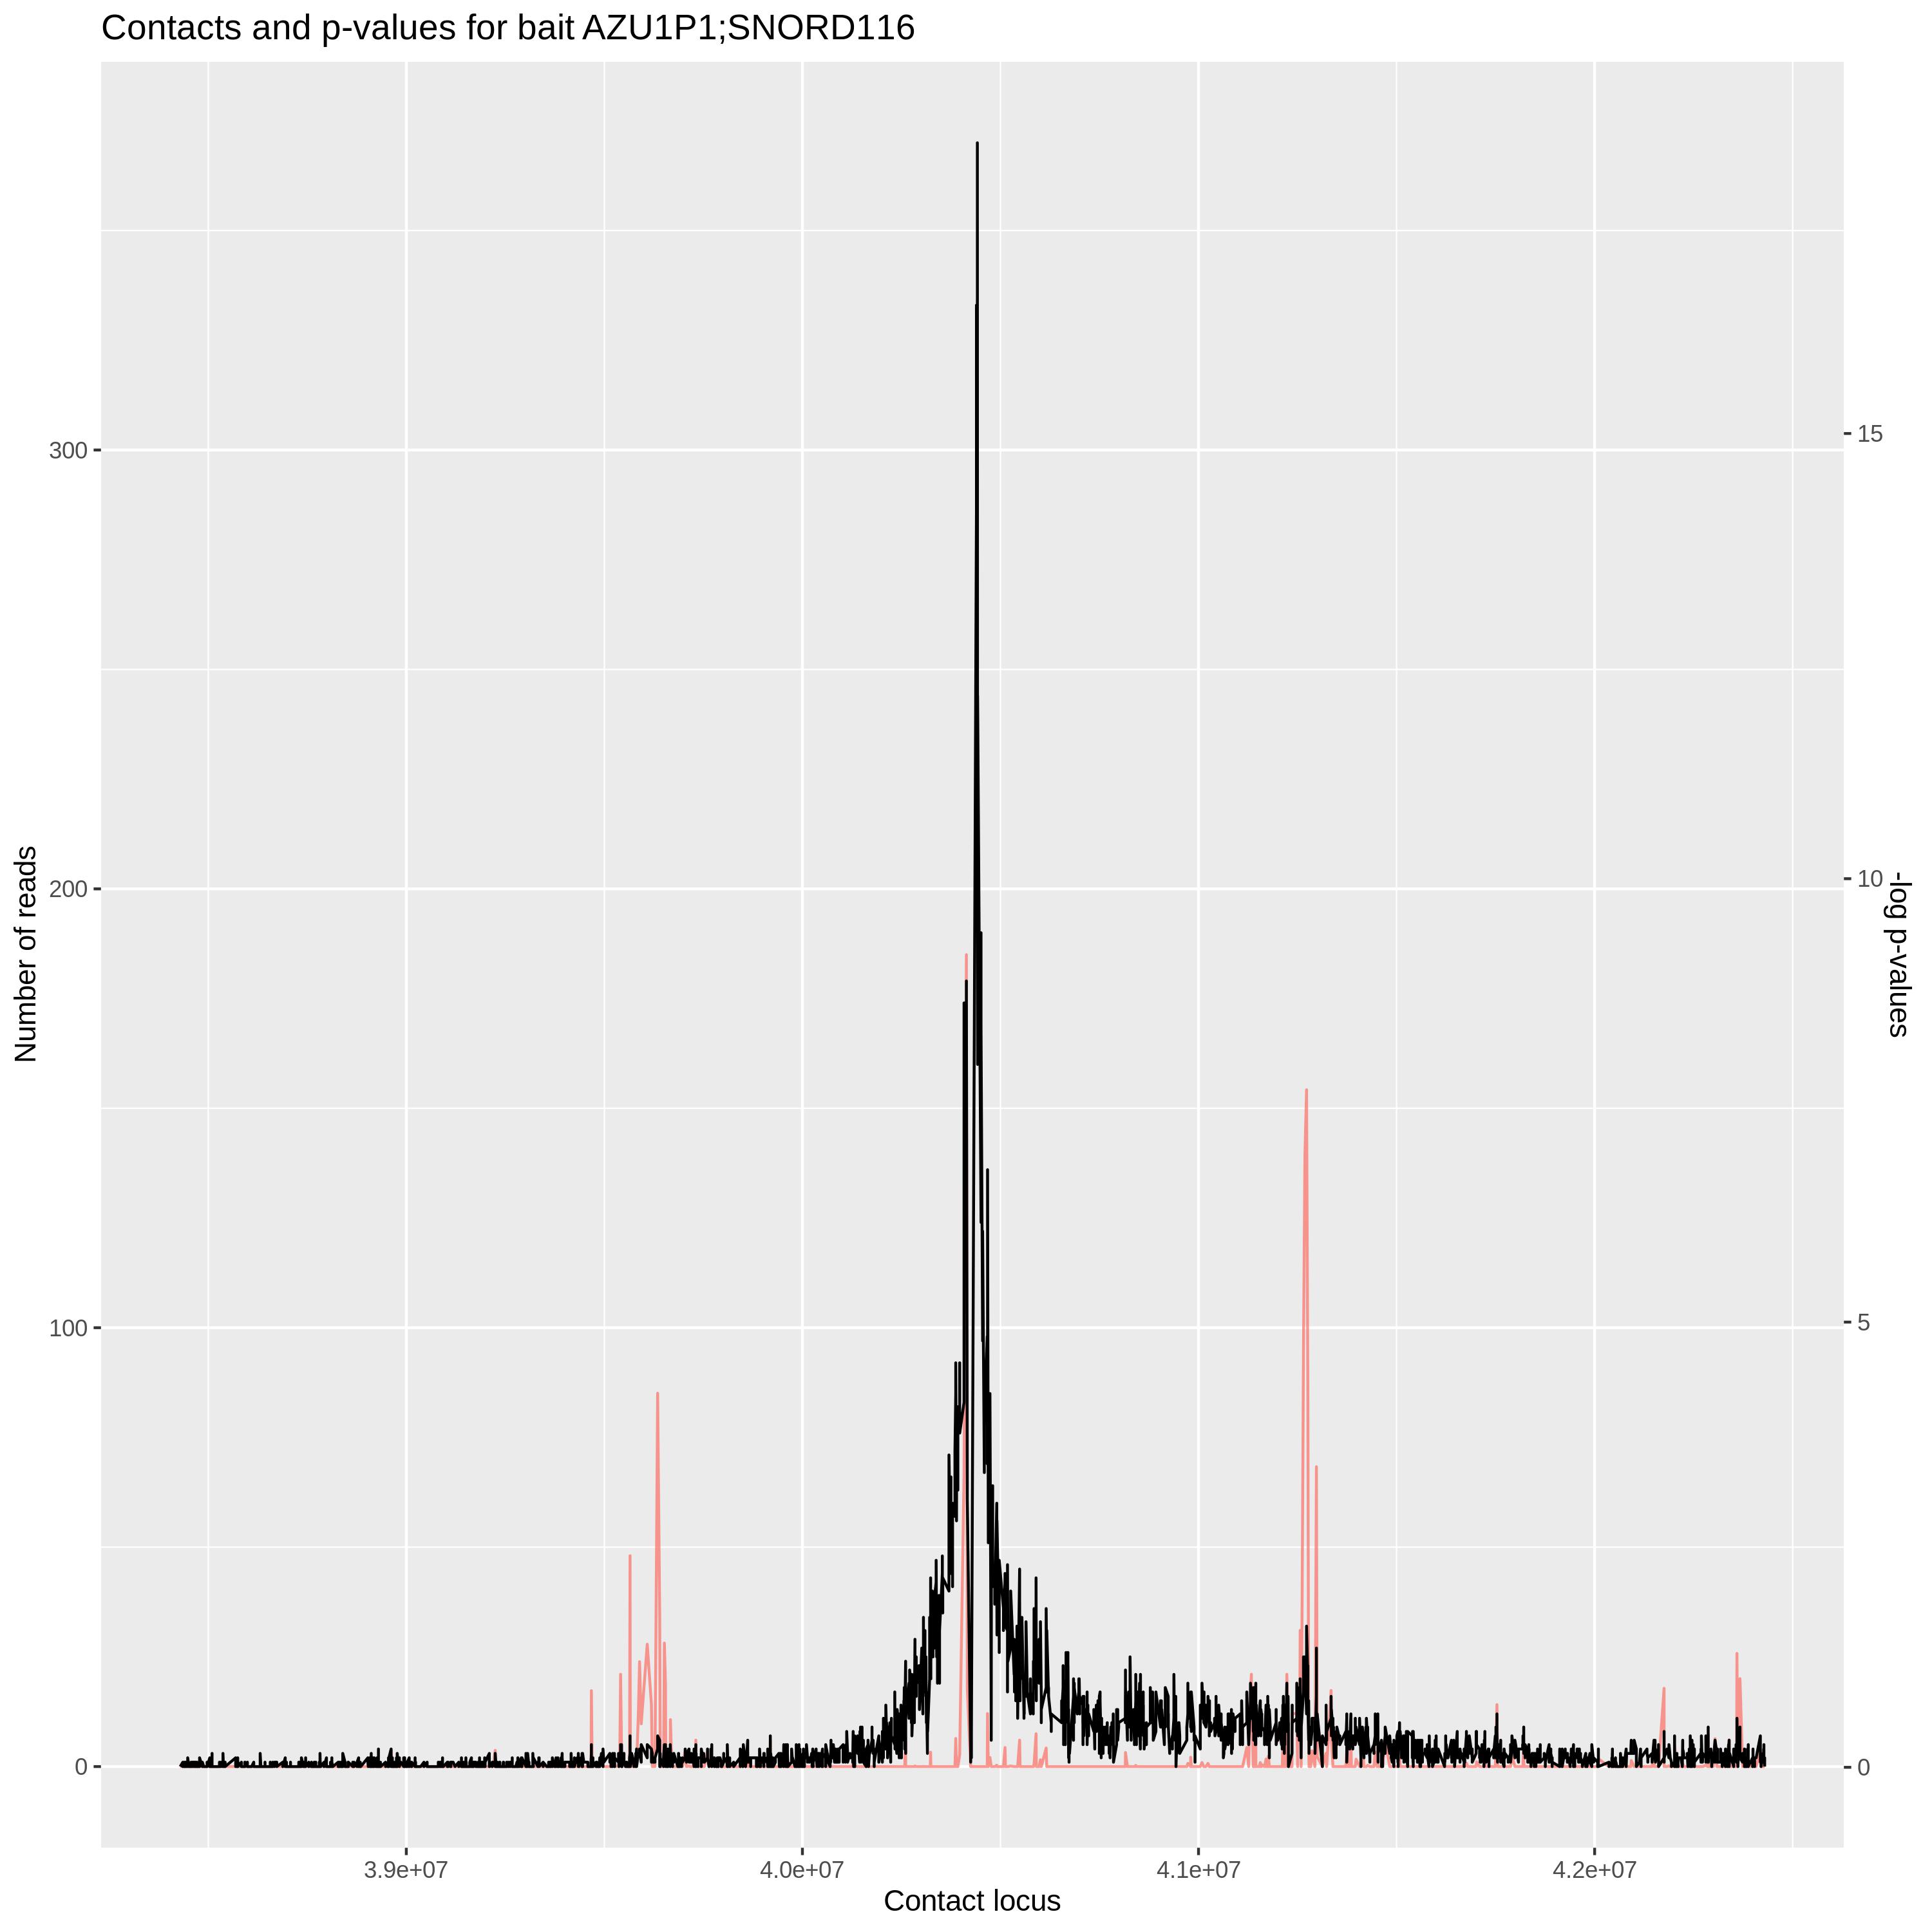 Contacts and p-values for bait AZU1P1;SNORD116
Number of reads
300
200
100
0
15
10
5
0
-log p-values
3.9e+07
4.0e+07
4.1e+07
4.2e+07
Contact locus